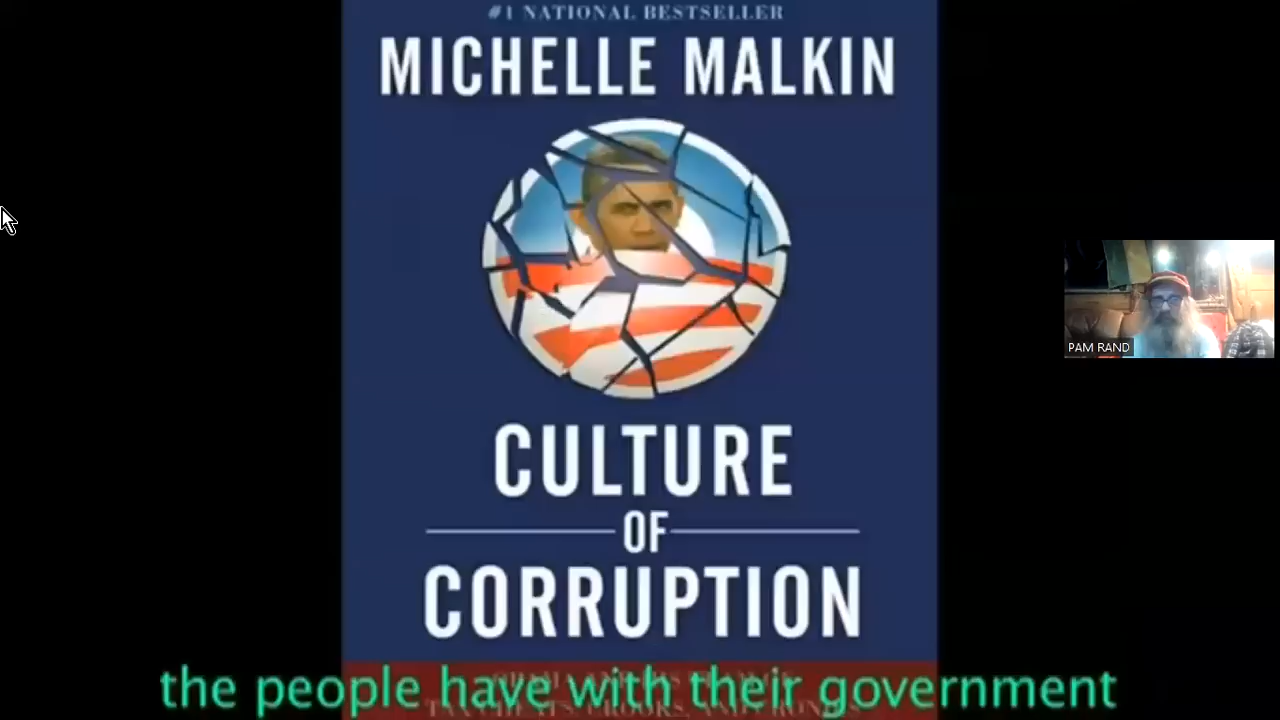 #1 NATIONAL BESTSELLER
MICHELLE MALKIN
CULTURE
OF
CORRUPTION
the people have with their government
PAM RAND